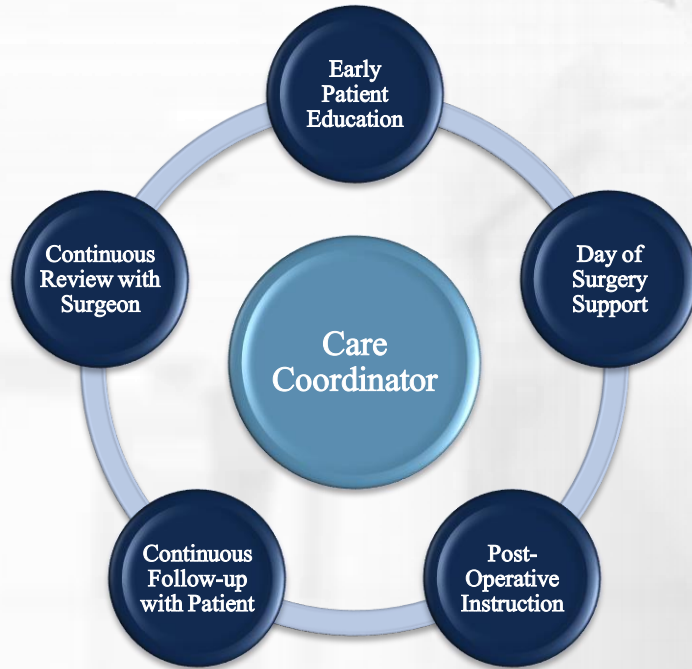 Early
Patient
Education
Continuous
Review with
Surgeon
Day of
Surgery
Support
Care
Coordinator
Continuous
Follow-up
with Patient
Post-
Operative
Instruction